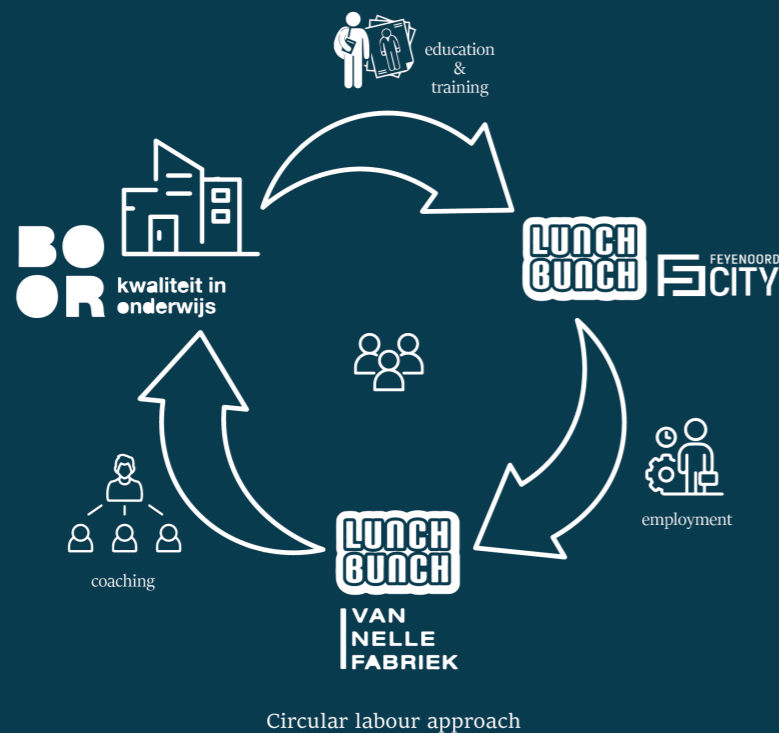 education
&
training
BO
OR
kwaliteit in
onderwijs
LUNCH
BUNCH
FEYENOORD
CITY
employment
coaching
LUNCH
BUNCH
VAN
NELLE
FABRIEK
Circular labour approach